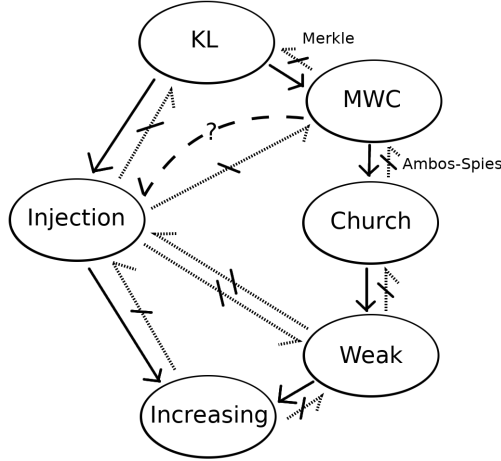 KL
Merkle
MWC
?
Ambos-Spies
Injection
Church
Weak
Increasing